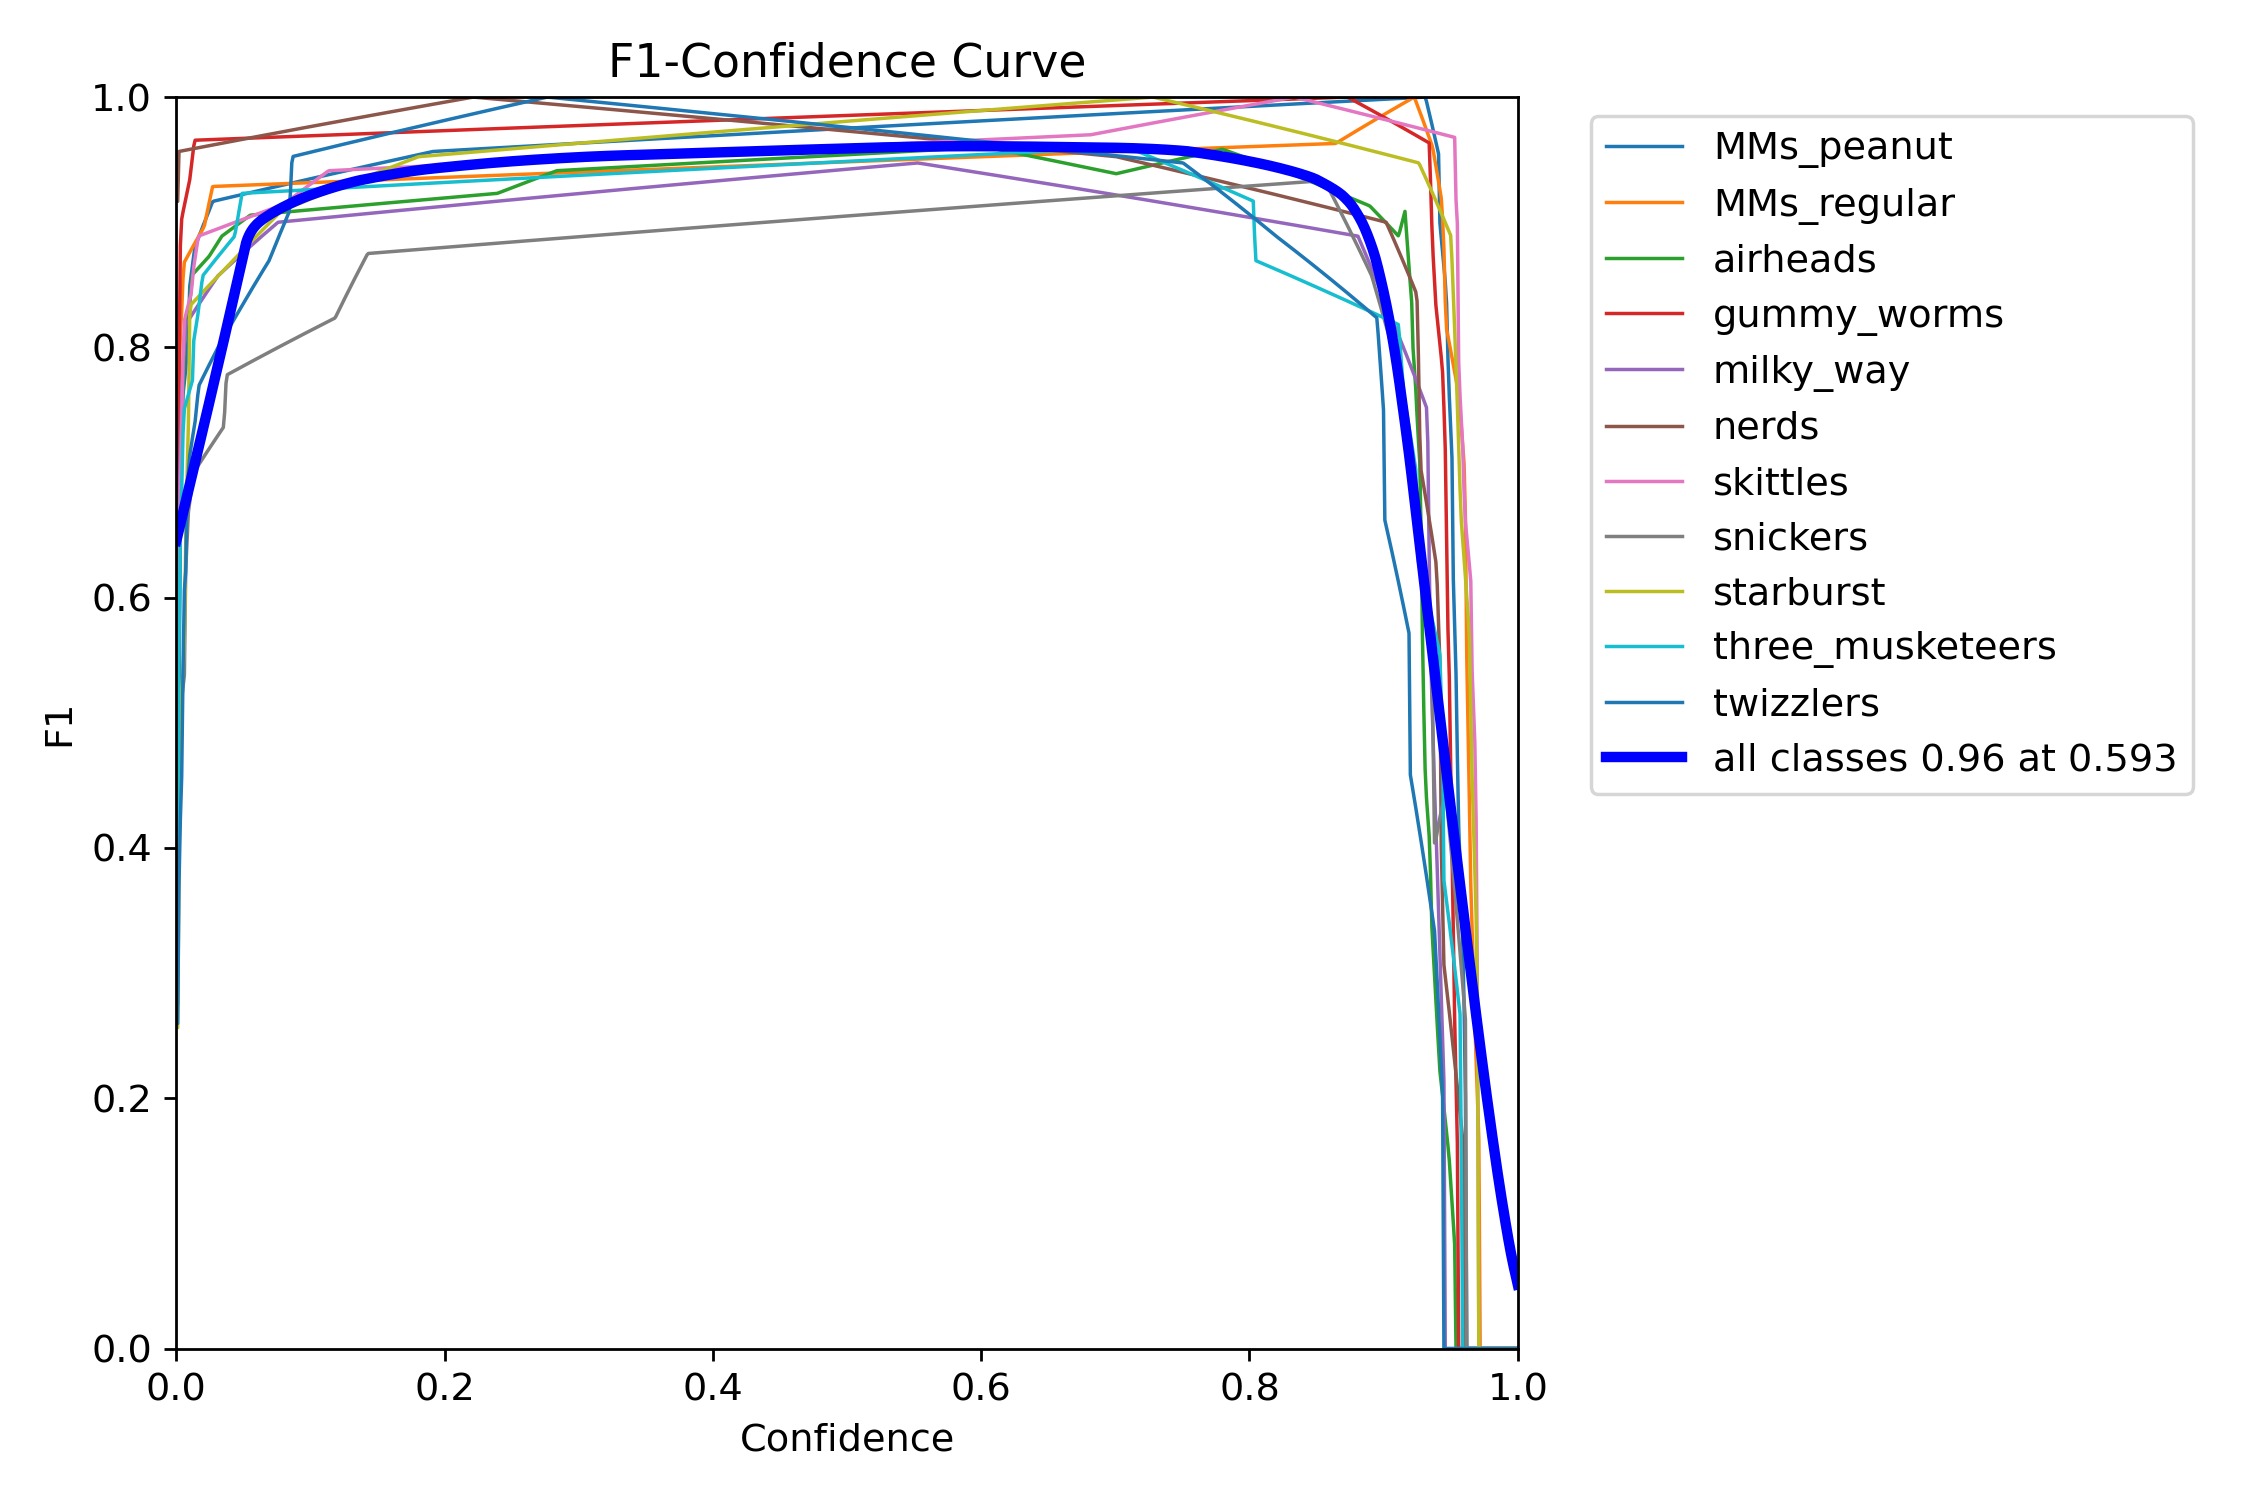 F1-Confidence Curve
1.0
0.8
0.6
0.4
0.2
0.0
F1
0.0 0.2 0.4 0.6 0.8 1.0
Confidence
MMs_peanut
MMs_regular
airheads
gummy_worms
milky_way
nerds
skittles
snickers
starburst
three_musketeers
twizzlers
all classes 0.96 at 0.593